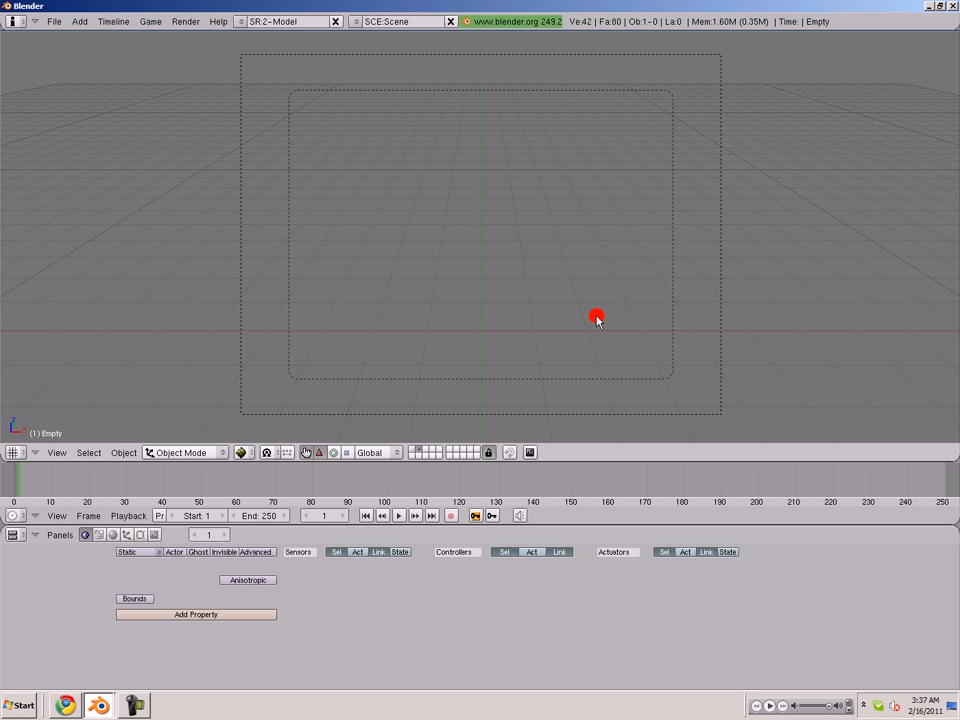 Blender
File Add Timeline Game Render Help SR:2-Model SCE:Scene www.blender.org 249.2 Ve:42 | Fa:80 | Ob:1-0 | La:0 | Mem:1.60M (0.35M) | Time: | Empty
(1) Empty
View Select Object Object Mode Global
0 10 20 30 40 50 60 70 80 90 100 110 120 130 140 150 160 170 180 190 200 210 220 230 240 250
View Frame Playback Pr Start: 1 End: 250 1
Panels 1
Static Actor Ghost Invisible Advanced Sensors Sel Act Link State Controllers Sel Act Link Actuators Sel Act Link State
Anisotropic
Bounds
Add Property
Start 3:37 AM
2/16/2011